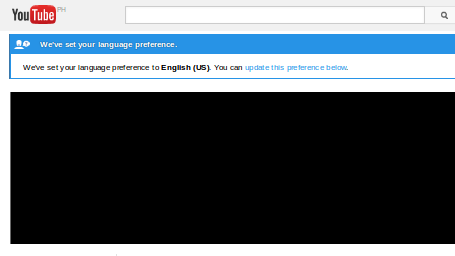 YouTube PH
We've set your language preference.
We've set your language preference to English (US). You can update this preference below.